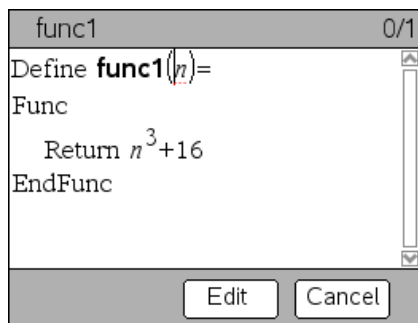 func1 0/1
Define func1(n)=
Func
Return n³+16
EndFunc
Edit Cancel